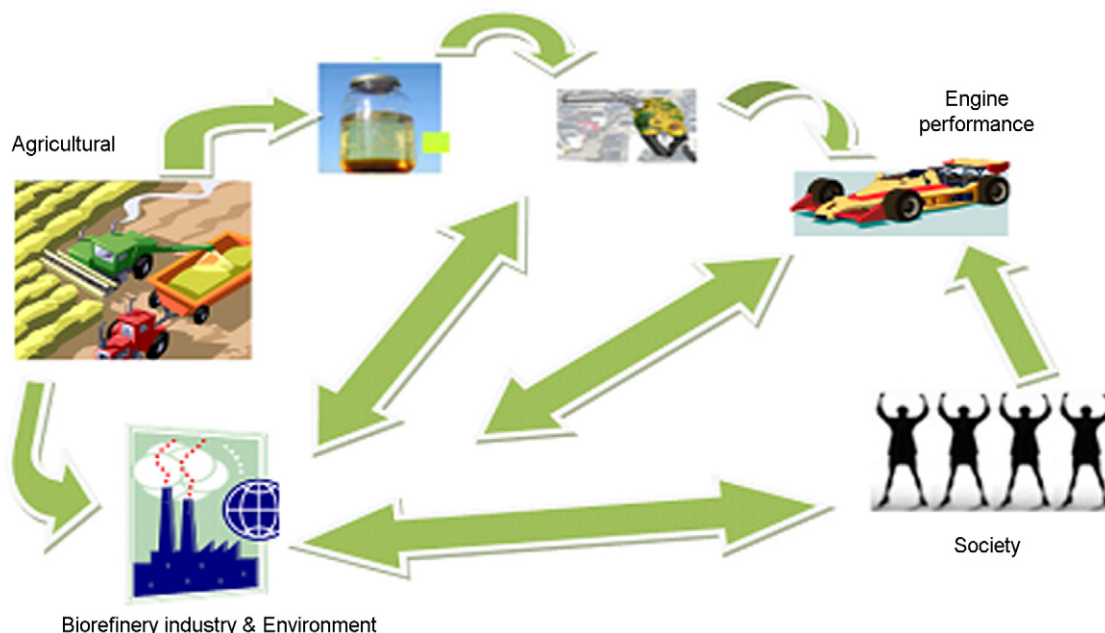 Engine
performance
Agricultural
Society
Biorefinery industry & Environment